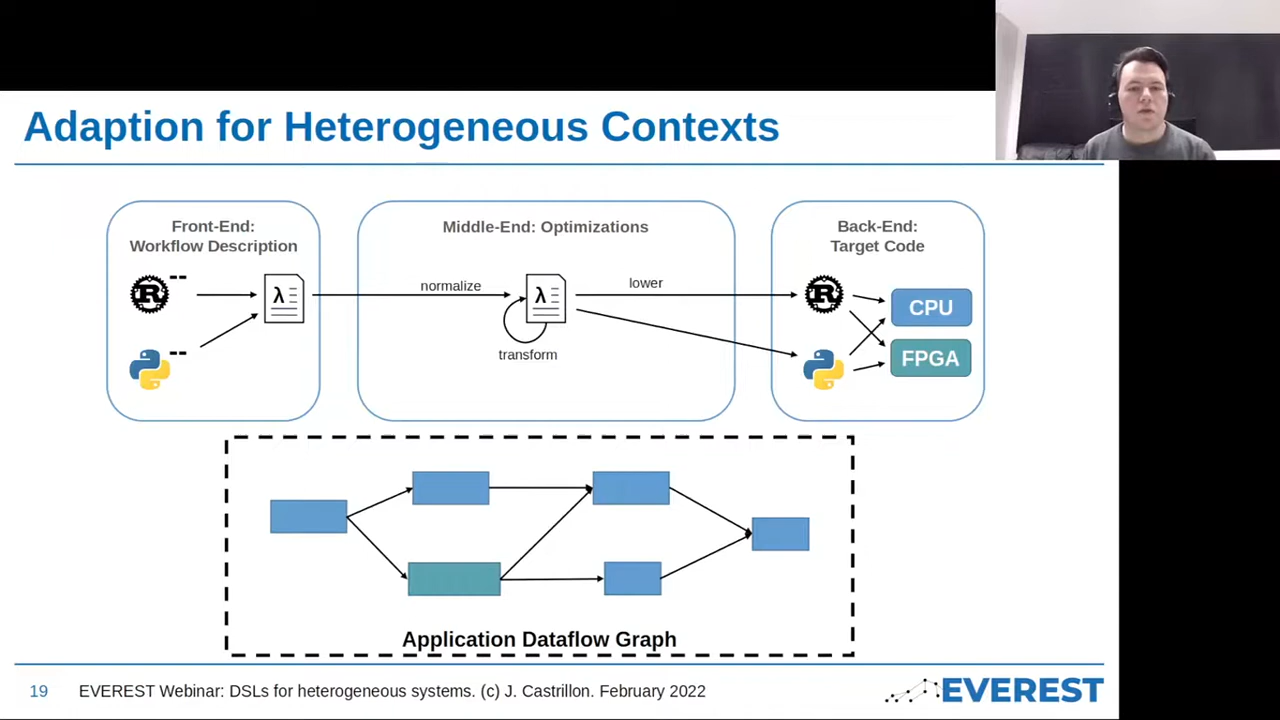 Adaption for Heterogeneous Contexts
Front-End:
Workflow Description
R
--
--
λ
Middle-End: Optimizations
normalize
λ
transform
lower
Back-End:
Target Code
R
CPU
FPGA
Application Dataflow Graph
19
EVEREST Webinar: DSLs for heterogeneous systems. (c) J. Castrillon. February 2022
EVEREST